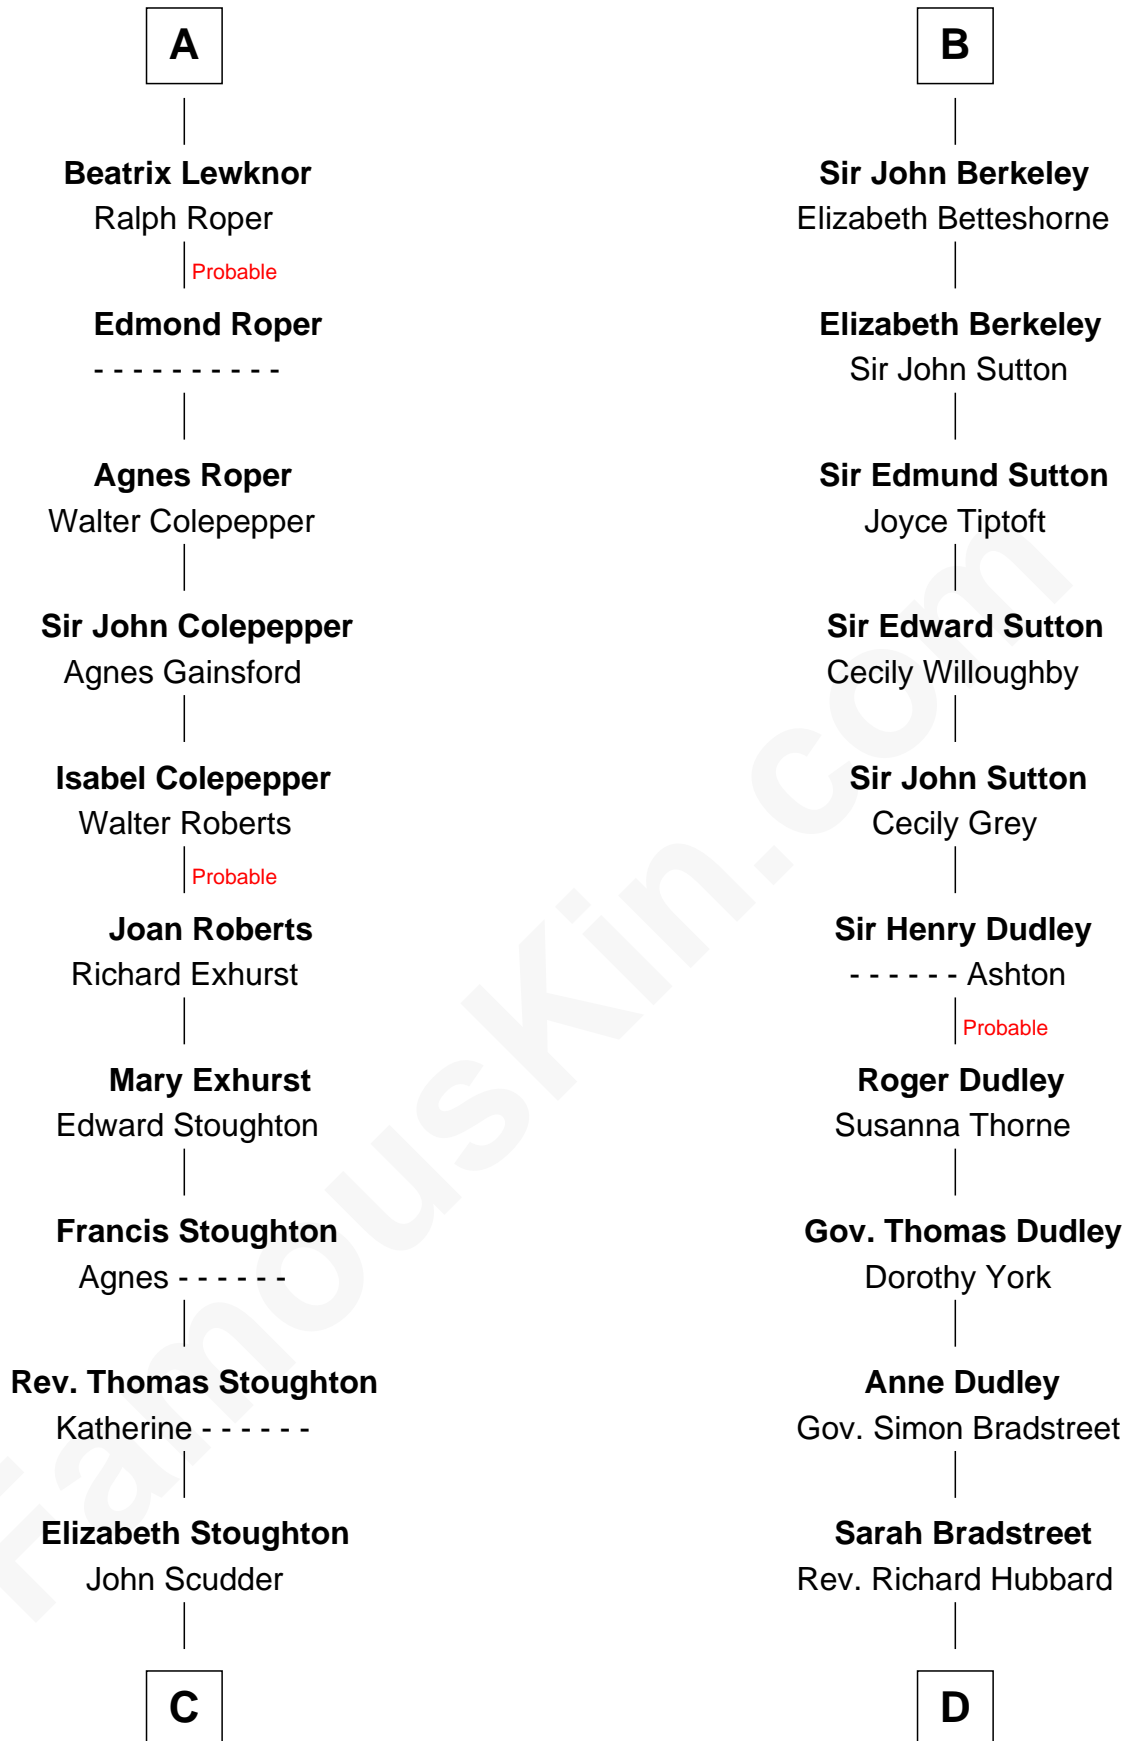 A
Beatrix Lewknor
Ralph Roper
Probable
Edmond Roper
- - - - - - - - - -
Agnes Roper
Walter Colepepper
Sir John Colepepper
Agnes Gainsford
Isabel Colepepper
Walter Roberts
Probable
Joan Roberts
Richard Exhurst
Mary Exhurst
Edward Stoughton
Francis Stoughton
Agnes - - - - - -
Rev. Thomas Stoughton
Katherine - - - - - -
Elizabeth Stoughton
John Scudder
C
B
Sir John Berkeley
Elizabeth Betteshorne
Elizabeth Berkeley
Sir John Sutton
Sir Edmund Sutton
Joyce Tiptoft
Sir Edward Sutton
Cecily Willoughby
Sir John Sutton
Cecily Grey
Sir Henry Dudley
- - - - - - Ashton
Probable
Roger Dudley
Susanna Thorne
Gov. Thomas Dudley
Dorothy York
Anne Dudley
Gov. Simon Bradstreet
Sarah Bradstreet
Rev. Richard Hubbard
D
FamousKin.com